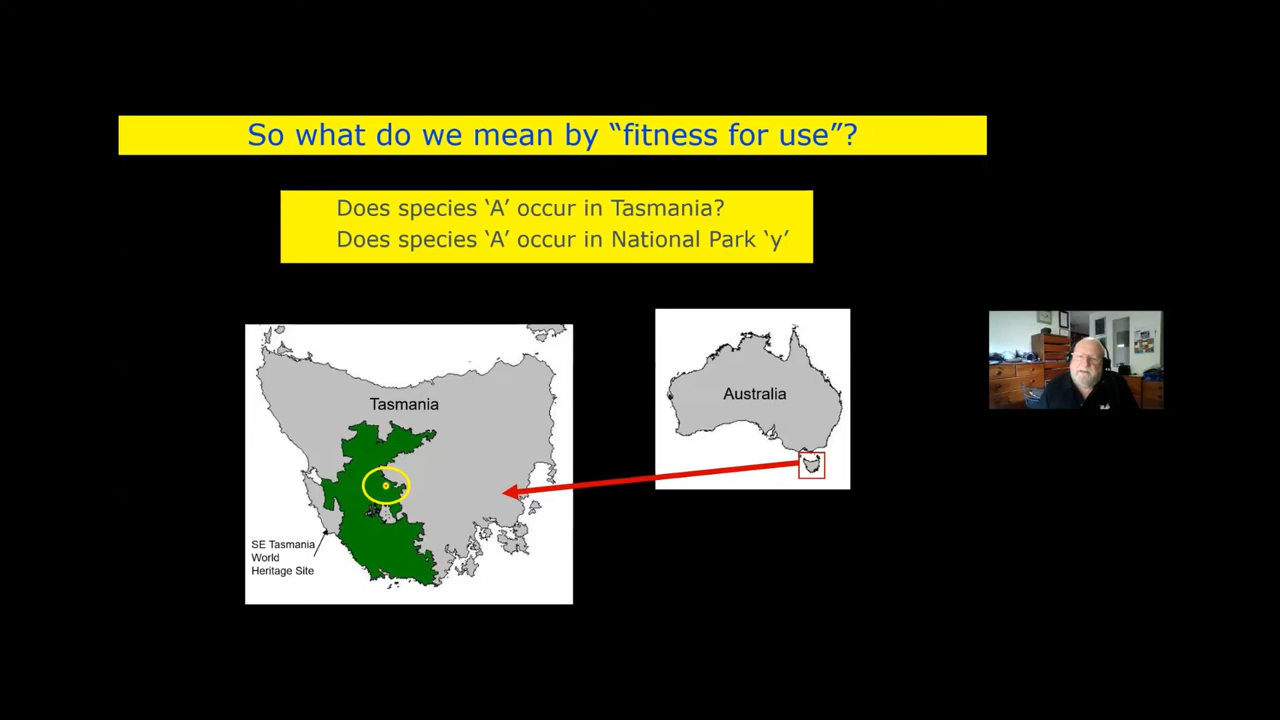 So what do we mean by “fitness for use”?
Does species ‘A’ occur in Tasmania?
Does species ‘A’ occur in National Park ‘y’
Tasmania
Australia
SE Tasmania
World
Heritage Site